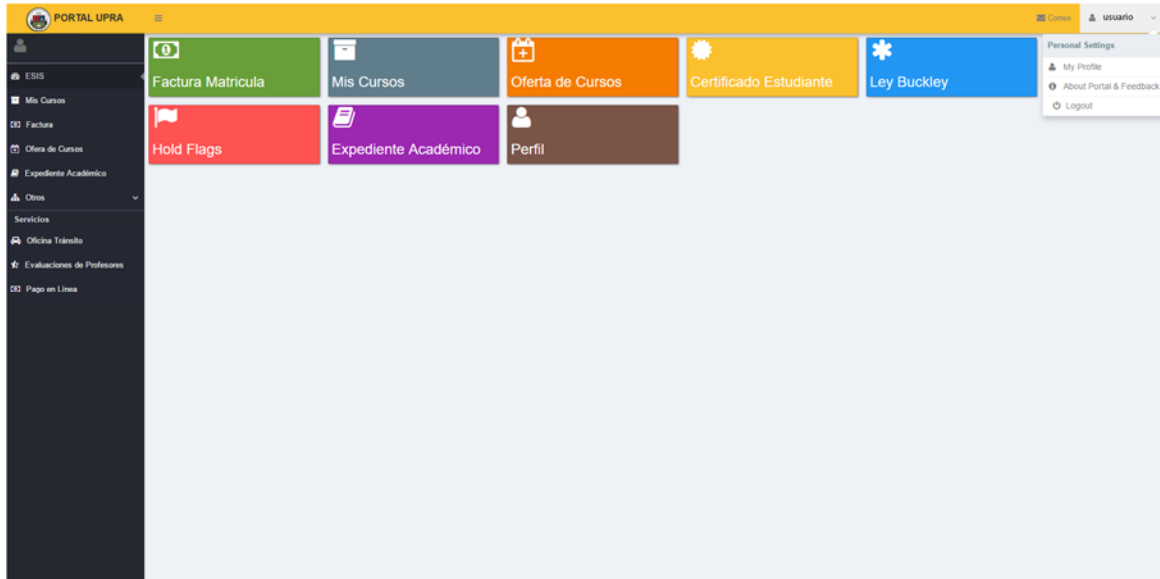 PORTAL UPRA
Correo
usuario
Personal Settings
My Profile
About Portal & Feedback
Logout
ESIS
Mis Cursos
Factura
Ofera de Cursos
Expediente Académico
Otros
Servicios
Oficina Tránsito
Evaluaciones de Profesores
Pago en Línea
Factura Matricula
Mis Cursos
Oferta de Cursos
Certificado Estudiante
Ley Buckley
Hold Flags
Expediente Académico
Perfil